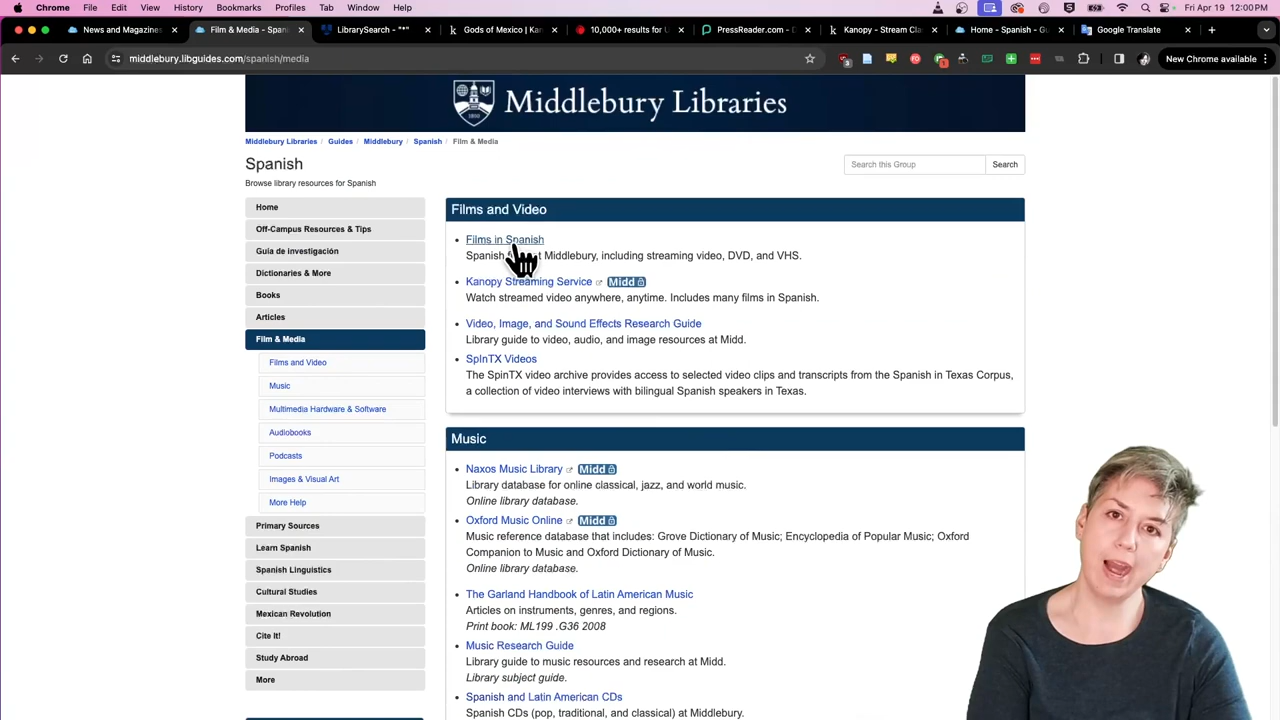 Chrome File Edit View History Bookmarks Profiles Tab Window Help Fri Apr 19 12:00 PM
News and Magazines Film & Media - Span LibrarySearch - "*" Gods of Mexico | Kan 10,000+ results for PressReader.com - D Kanopy - Stream Cla Home - Spanish - Gu Google Translate
middlebury.libguides.com/spanish/media New Chrome available
Middlebury Libraries
1800
Middlebury Libraries / Guides / Middlebury / Spanish / Film & Media
Spanish
Browse library resources for Spanish
Search this Group Search
Home
Off-Campus Resources & Tips
Guia de investigación
Dictionaries & More
Books
Articles
Film & Media
Films and Video
Music
Multimedia Hardware & Software
Audiobooks
Podcasts
Images & Visual Art
More Help
Primary Sources
Learn Spanish
Spanish Linguistics
Cultural Studies
Mexican Revolution
Cite It!
Study Abroad
More
Films and Video
Films in Spanish
Spanish t Middlebury, including streaming video, DVD, and VHS.
Kanopy Streaming Service Midd
Watch streamed video anywhere, anytime. Includes many films in Spanish.
Video, Image, and Sound Effects Research Guide
Library guide to video, audio, and image resources at Midd.
SpInTX Videos
The SpinTX video archive provides access to selected video clips and transcripts from the Spanish in Texas Corpus,
a collection of video interviews with bilingual Spanish speakers in Texas.
Music
Naxos Music Library Midd
Library database for online classical, jazz, and world music.
Online library database.
Oxford Music Online Midd
Music reference database that includes: Grove Dictionary of Music; Encyclopedia of Popular Music; Oxford
Companion to Music and Oxford Dictionary of Music.
Online library database.
The Garland Handbook of Latin American Music
Articles on instruments, genres, and regions.
Print book: ML199 .G36 2008
Music Research Guide
Library guide to music resources and research at Midd.
Library subject guide.
Spanish and Latin American CDs
Spanish CDs (pop, traditional, and classical) at Middlebury.